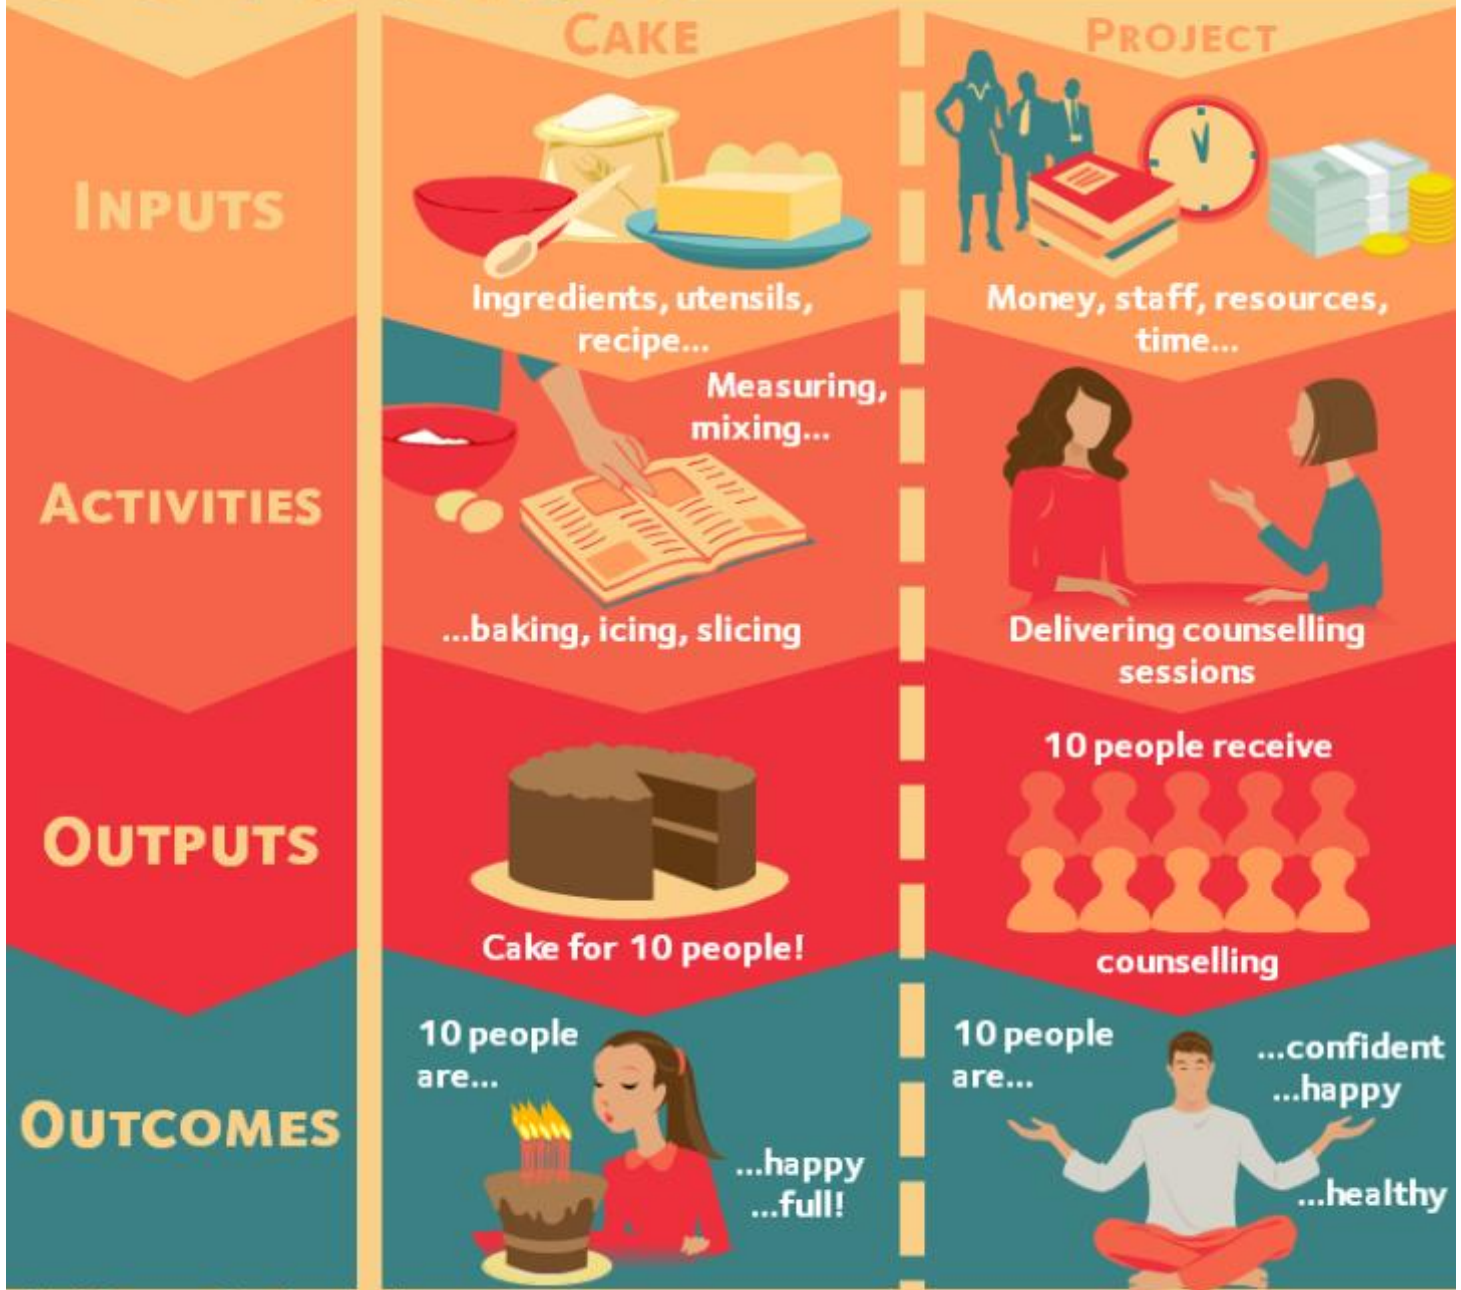 CAKE
PROJECT
INPUTS
Ingredients, utensils,
recipe...
Money, staff, resources,
time...
ACTIVITIES
Measuring,
mixing...
...baking, icing, slicing
Delivering counselling
sessions
OUTPUTS
Cake for 10 people!
10 people receive
counselling
OUTCOMES
10 people
are...
...happy
...full!
10 people
are...
...confident
...happy
...healthy